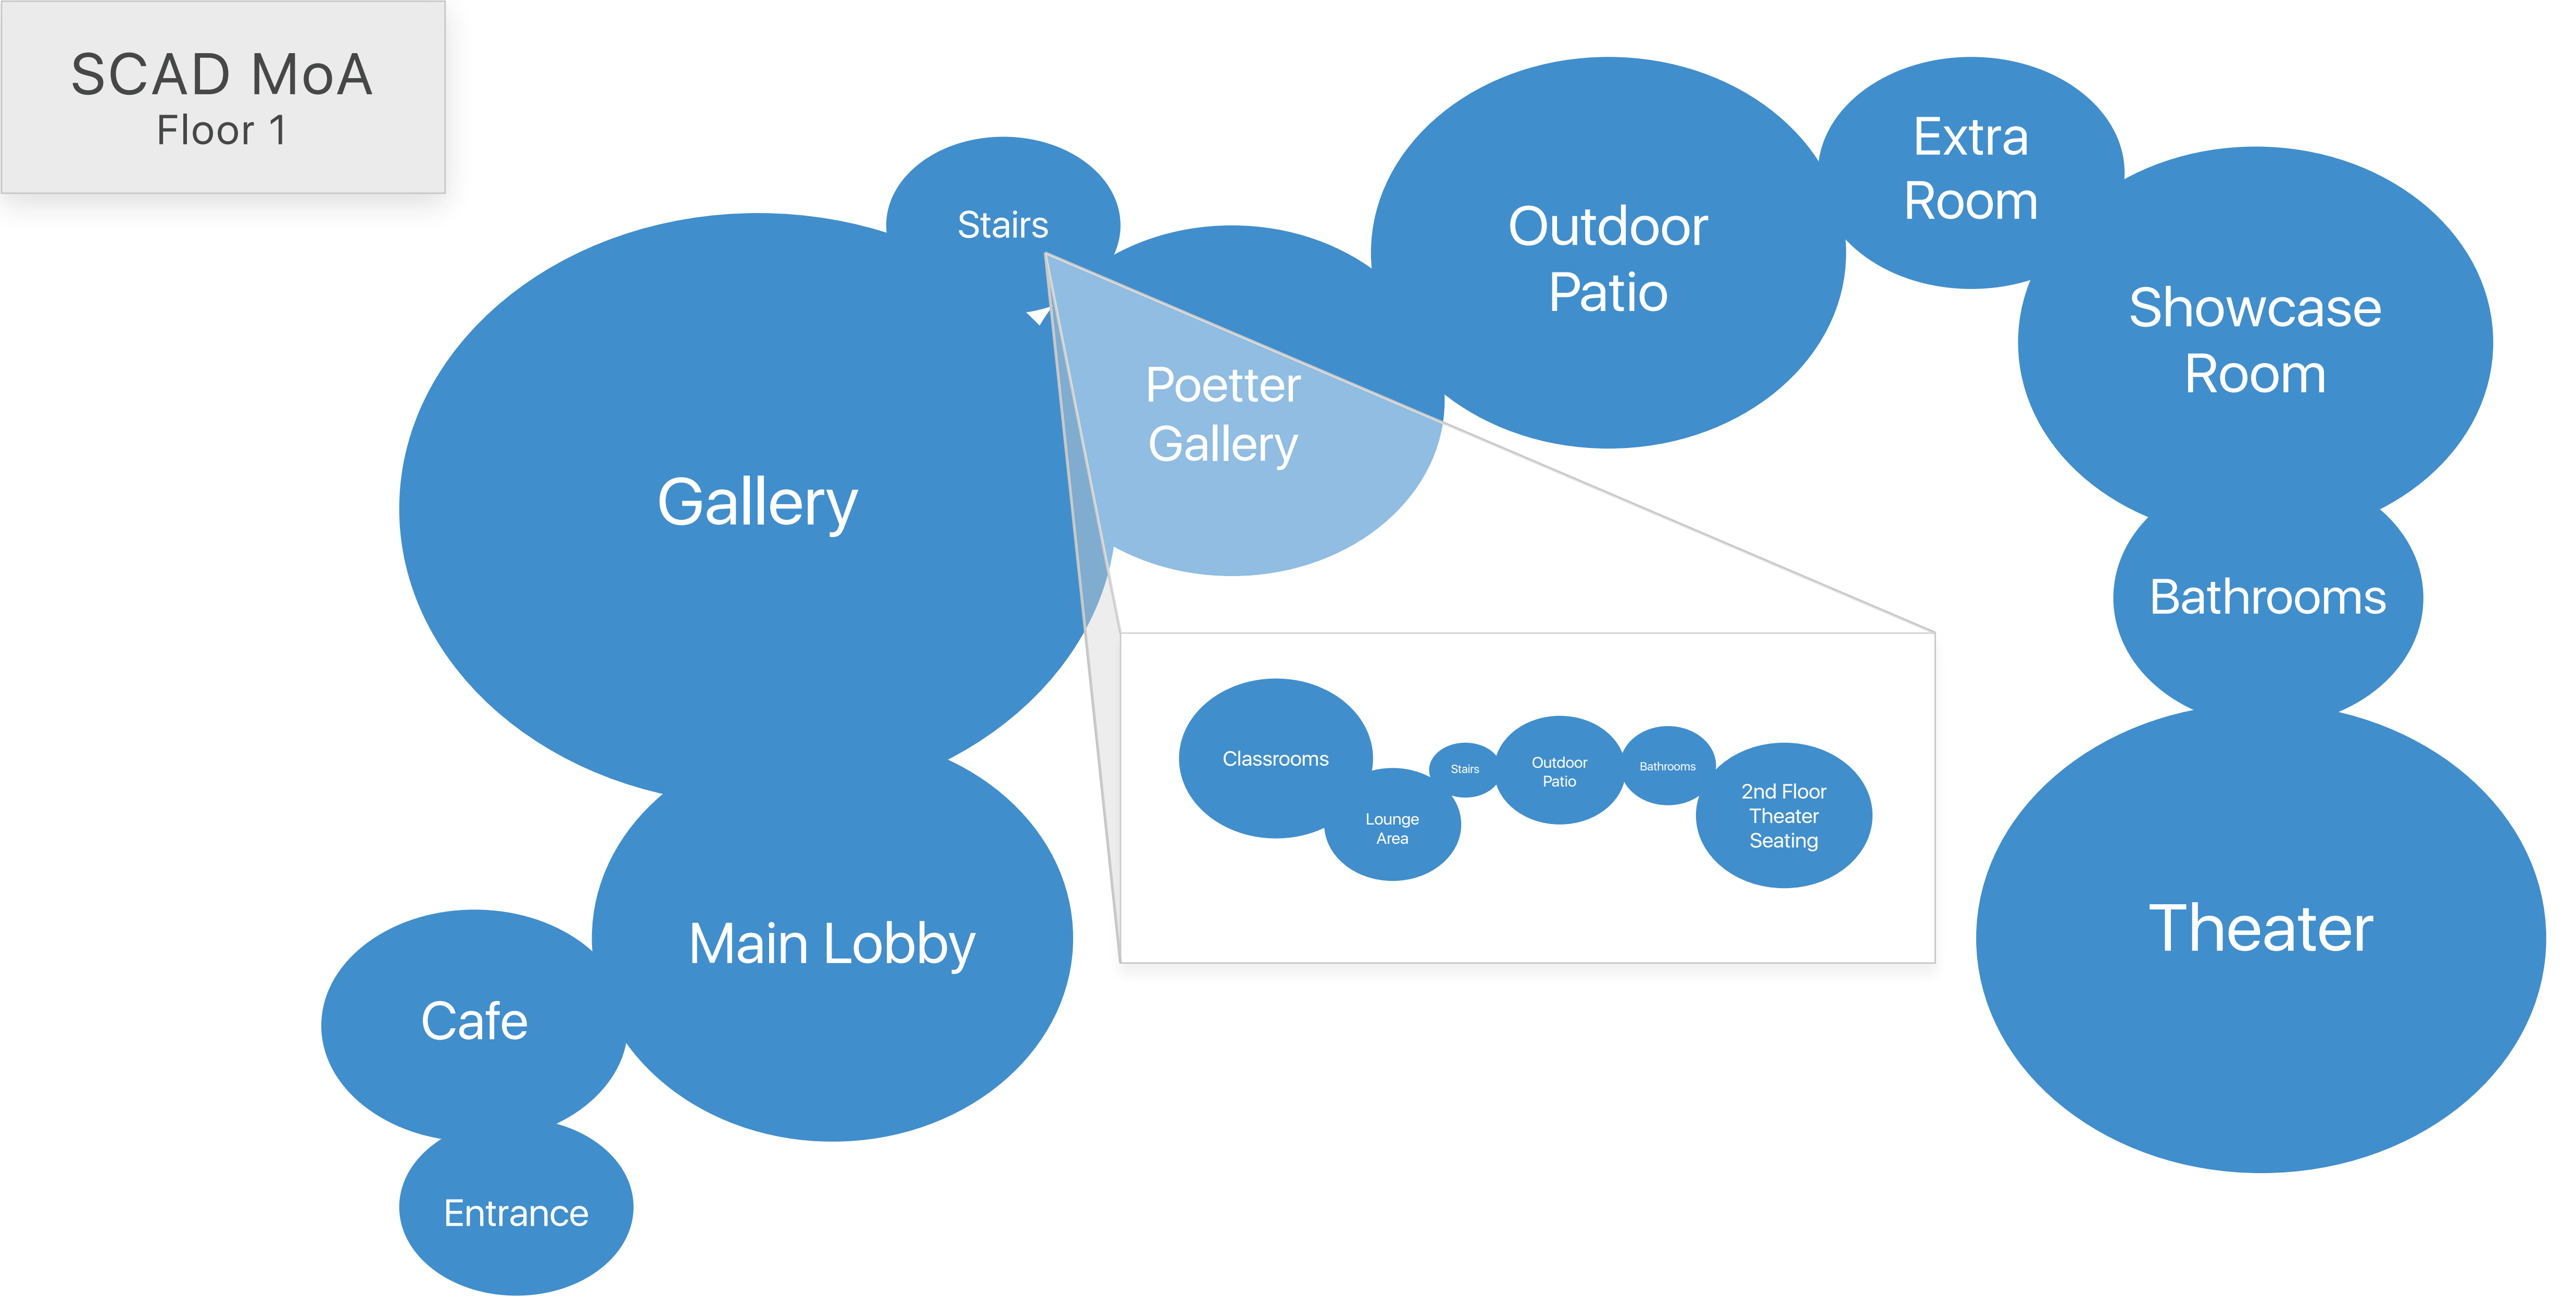 SCAD MoA
Floor 1
Stairs
Outdoor
Patio
Extra
Room
Showcase
Room
Poetter
Gallery
Gallery
Bathrooms
Classrooms
Lounge
Area
Stairs
Outdoor
Patio
Bathrooms
2nd Floor
Theater
Seating
Main Lobby
Theater
Cafe
Entrance